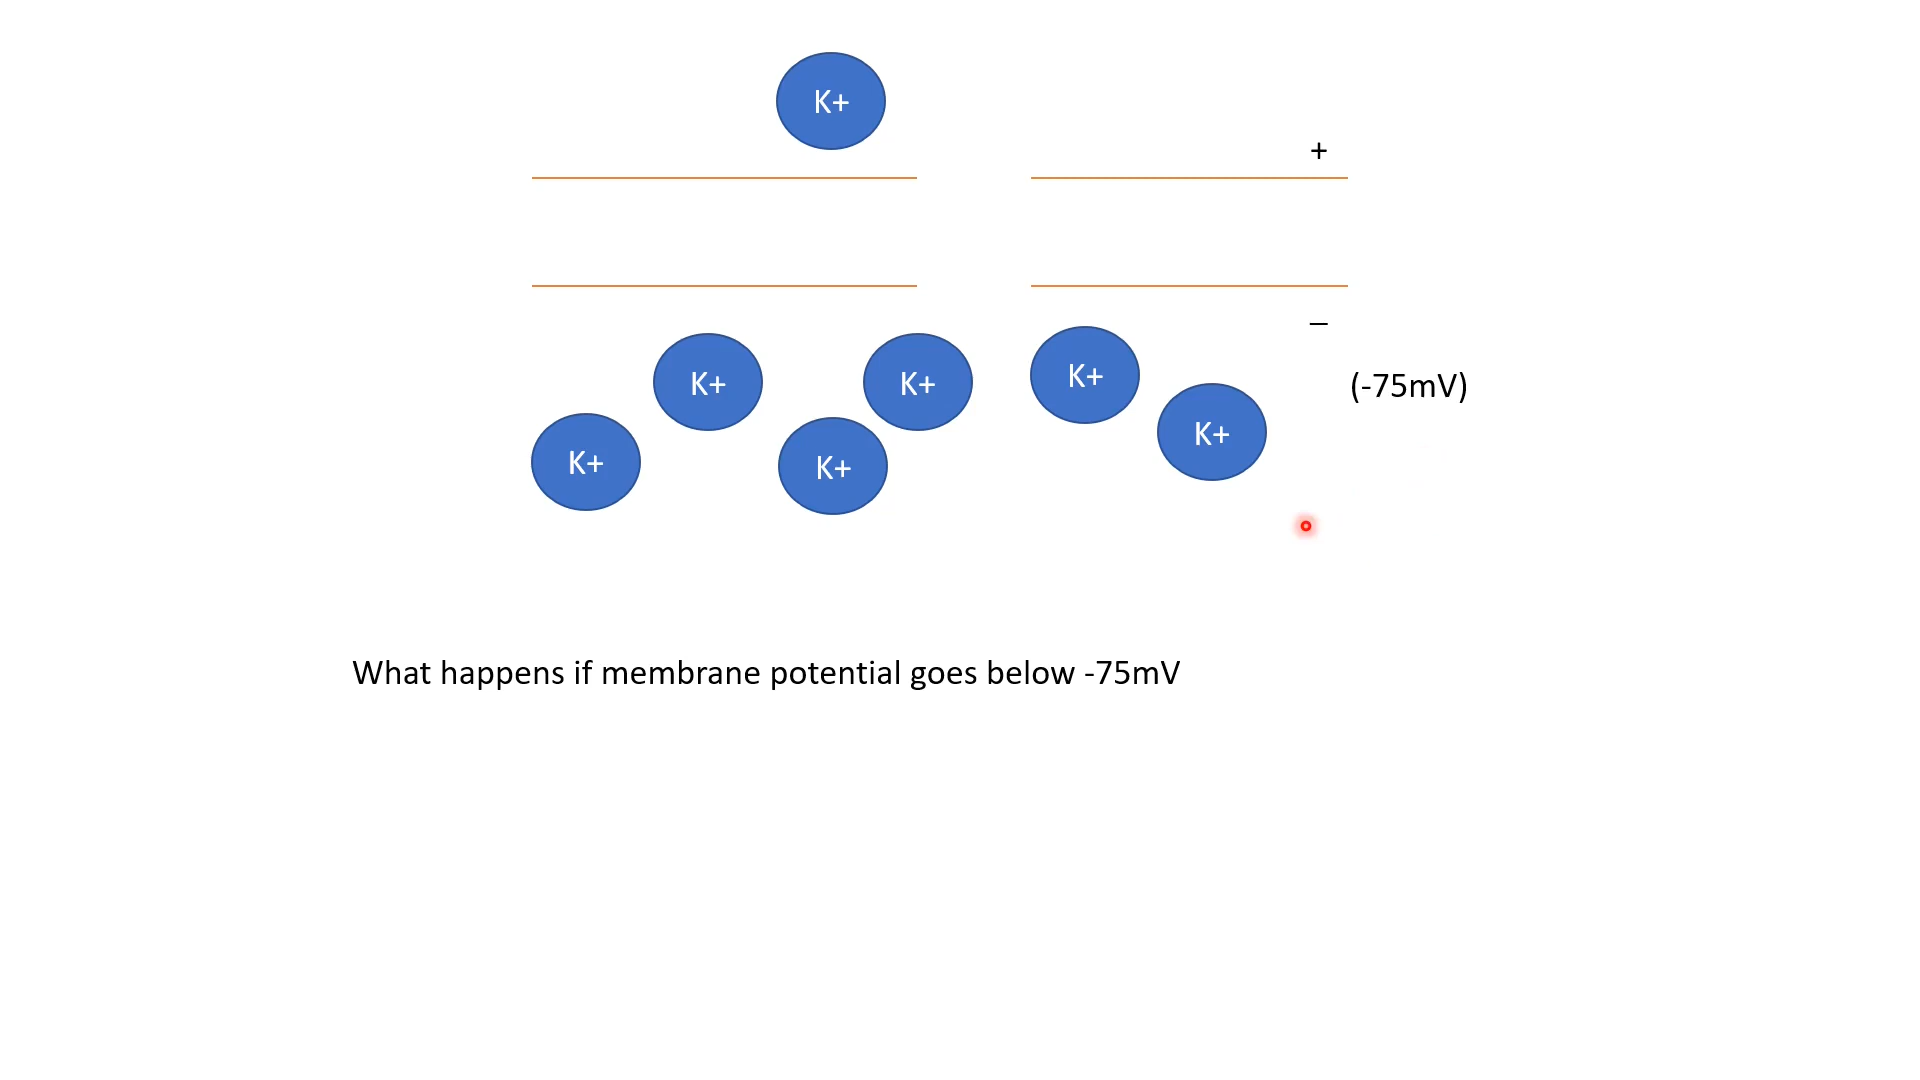 K+
+
–
K+
K+
K+
K+
(-75mV)
K+
K+
What happens if membrane potential goes below -75mV